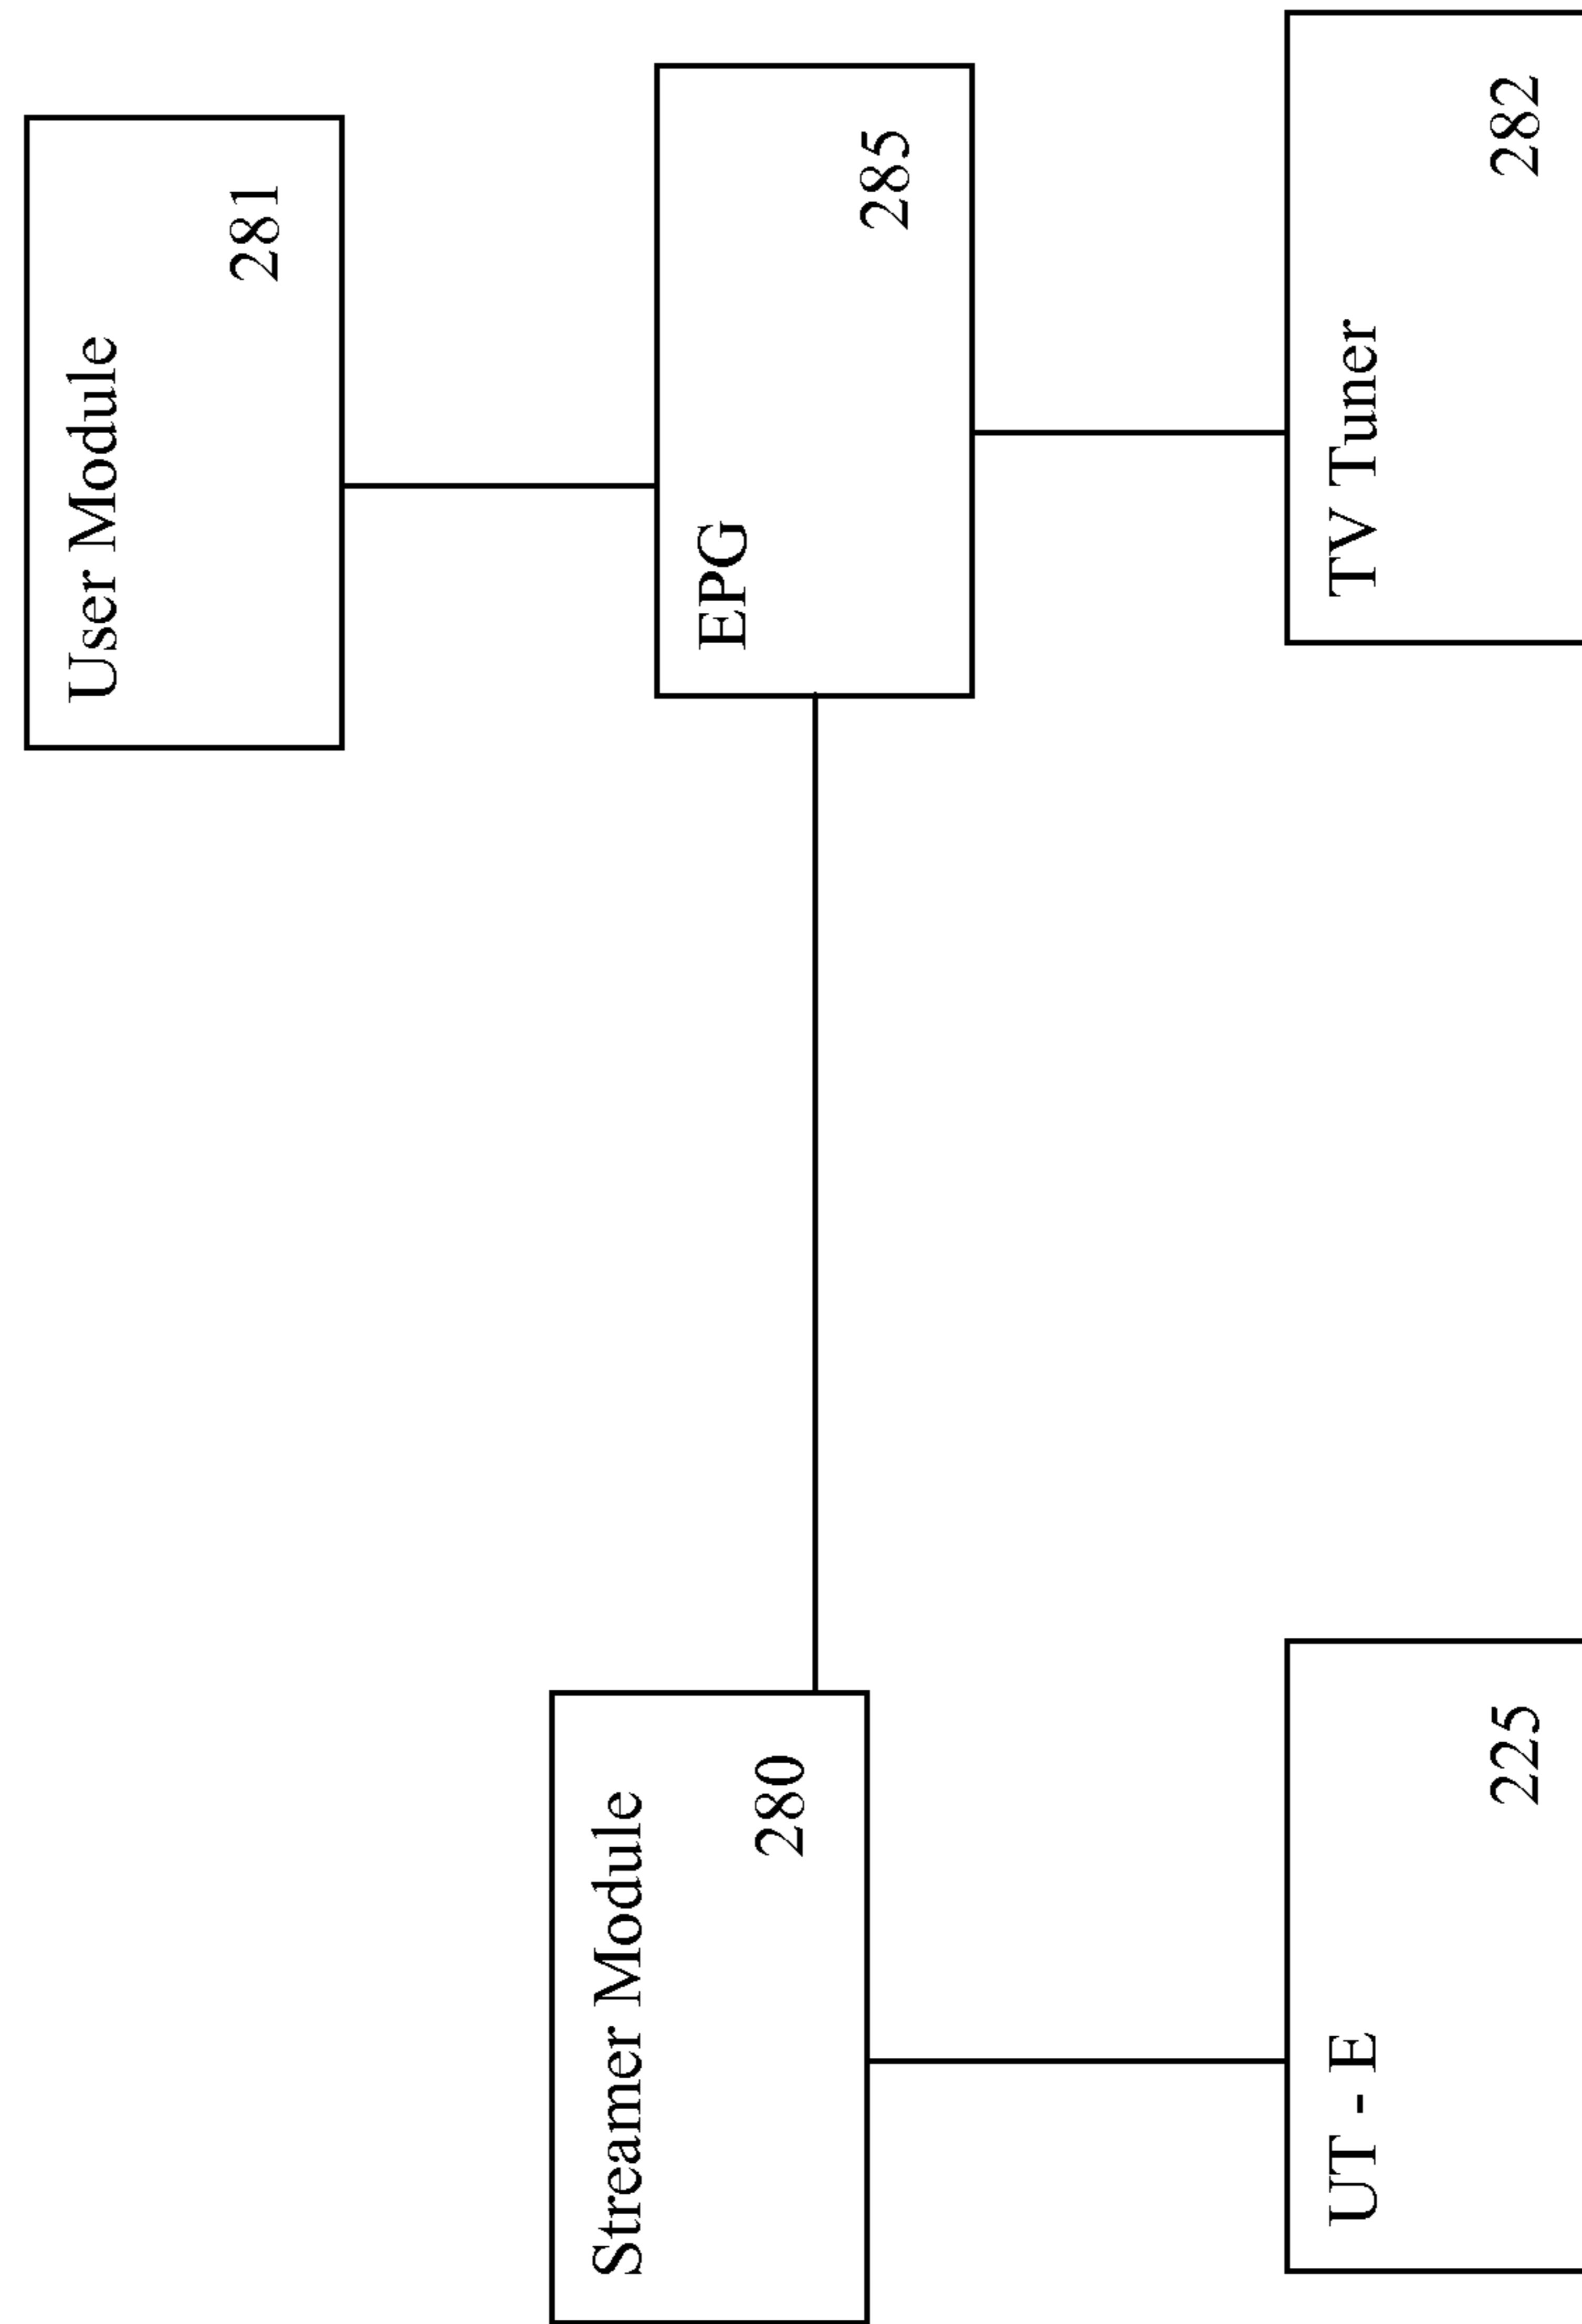 User Module
281
Streamer Module
280
EPG
285
UT - E
225
TV Tuner
282